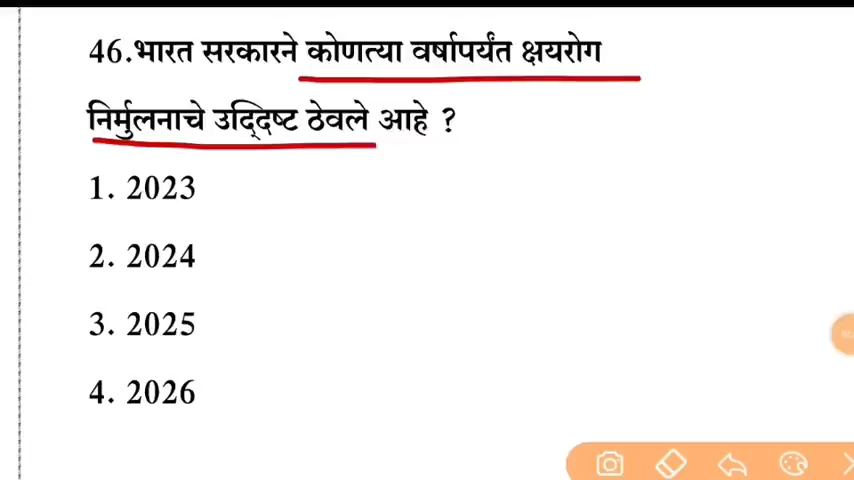 46.भारत सरकारने कोणत्या वर्षापर्यंत क्षयरोग
निर्मुलनाचे उद्दिष्ट ठेवले आहे ?
1. 2023
2. 2024
3. 2025
4. 2026